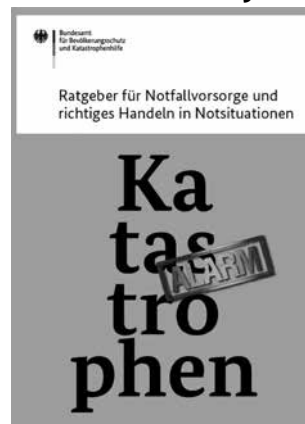 Bundesamt
für Bevölkerungsschutz
und Katastrophenhilfe
Ratgeber für Notfallvorsorge und
richtiges Handeln in Notsituationen
Ka
tas
ALARM
tro
phen